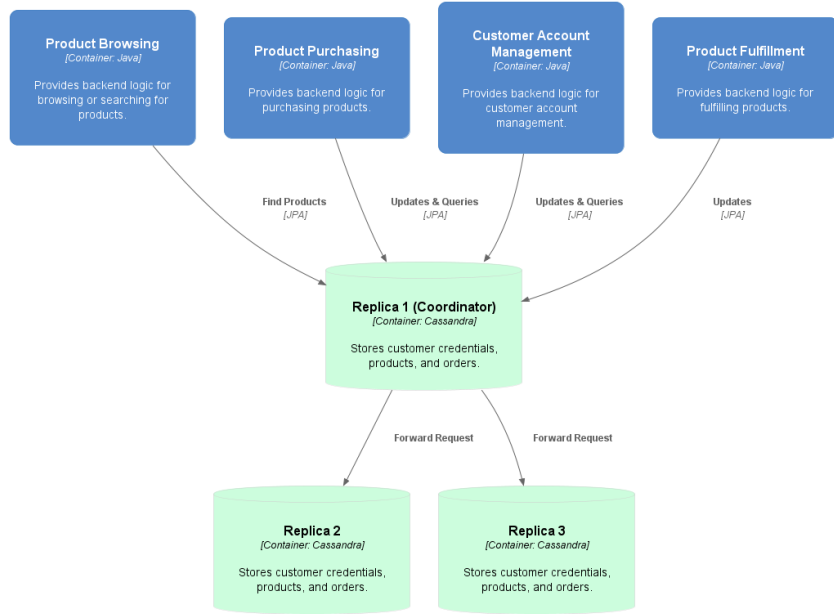 Product Browsing
[Container: Java]
Provides backend logic for
browsing or searching for
products.
Product Purchasing
[Container: Java]
Provides backend logic for
purchasing products.
Customer Account
Management
[Container: Java]
Provides backend logic for
customer account
management.
Product Fulfillment
[Container: Java]
Provides backend logic for
fulfilling products.
Find Products
[JPA]
Updates & Queries
[JPA]
Updates & Queries
[JPA]
Updates
[JPA]
Replica 1 (Coordinator)
[Container: Cassandra]
Stores customer credentials,
products, and orders.
Forward Request
Forward Request
Replica 2
[Container: Cassandra]
Stores customer credentials,
products, and orders.
Replica 3
[Container: Cassandra]
Stores customer credentials,
products, and orders.